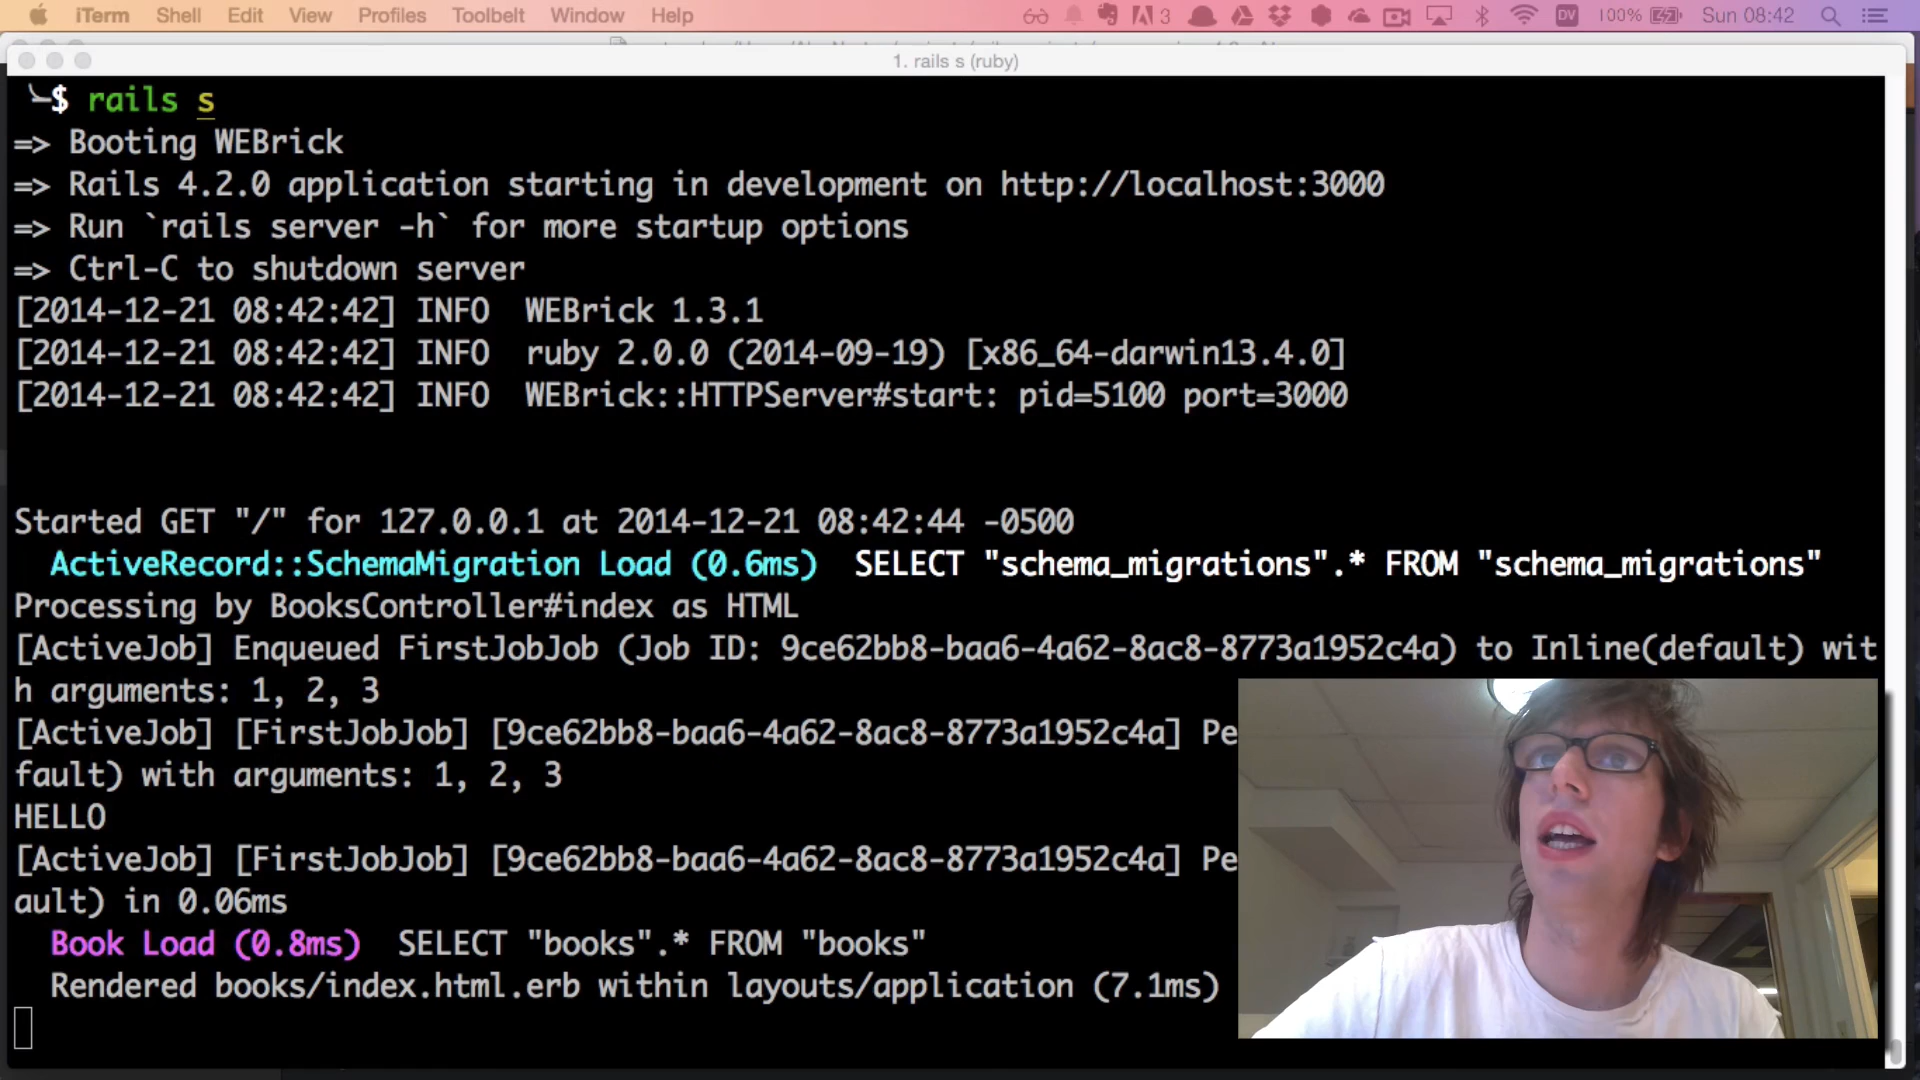 iTerm Shell Edit View Profiles Toolbelt Window Help 3 DV 100% Sun 08:42
1. rails s (ruby)
$ rails s
=> Booting WEBrick
=> Rails 4.2.0 application starting in development on http://localhost:3000
=> Run `rails server -h` for more startup options
=> Ctrl-C to shutdown server
[2014-12-21 08:42:42] INFO  WEBrick 1.3.1
[2014-12-21 08:42:42] INFO  ruby 2.0.0 (2014-09-19) [x86_64-darwin13.4.0]
[2014-12-21 08:42:42] INFO  WEBrick::HTTPServer#start: pid=5100 port=3000
Started GET "/" for 127.0.0.1 at 2014-12-21 08:42:44 -0500
ActiveRecord::SchemaMigration Load (0.6ms)  SELECT "schema_migrations".* FROM "schema_migrations"
Processing by BooksController#index as HTML
[ActiveJob] Enqueued FirstJobJob (Job ID: 9ce62bb8-baa6-4a62-8ac8-8773a1952c4a) to Inline(default) wit
h arguments: 1, 2, 3
[ActiveJob] [FirstJobJob] [9ce62bb8-baa6-4a62-8ac8-8773a1952c4a] Pe
fault) with arguments: 1, 2, 3
HELLO
[ActiveJob] [FirstJobJob] [9ce62bb8-baa6-4a62-8ac8-8773a1952c4a] Pe
ault) in 0.06ms
Book Load (0.8ms)  SELECT "books".* FROM "books"
Rendered books/index.html.erb within layouts/application (7.1ms)